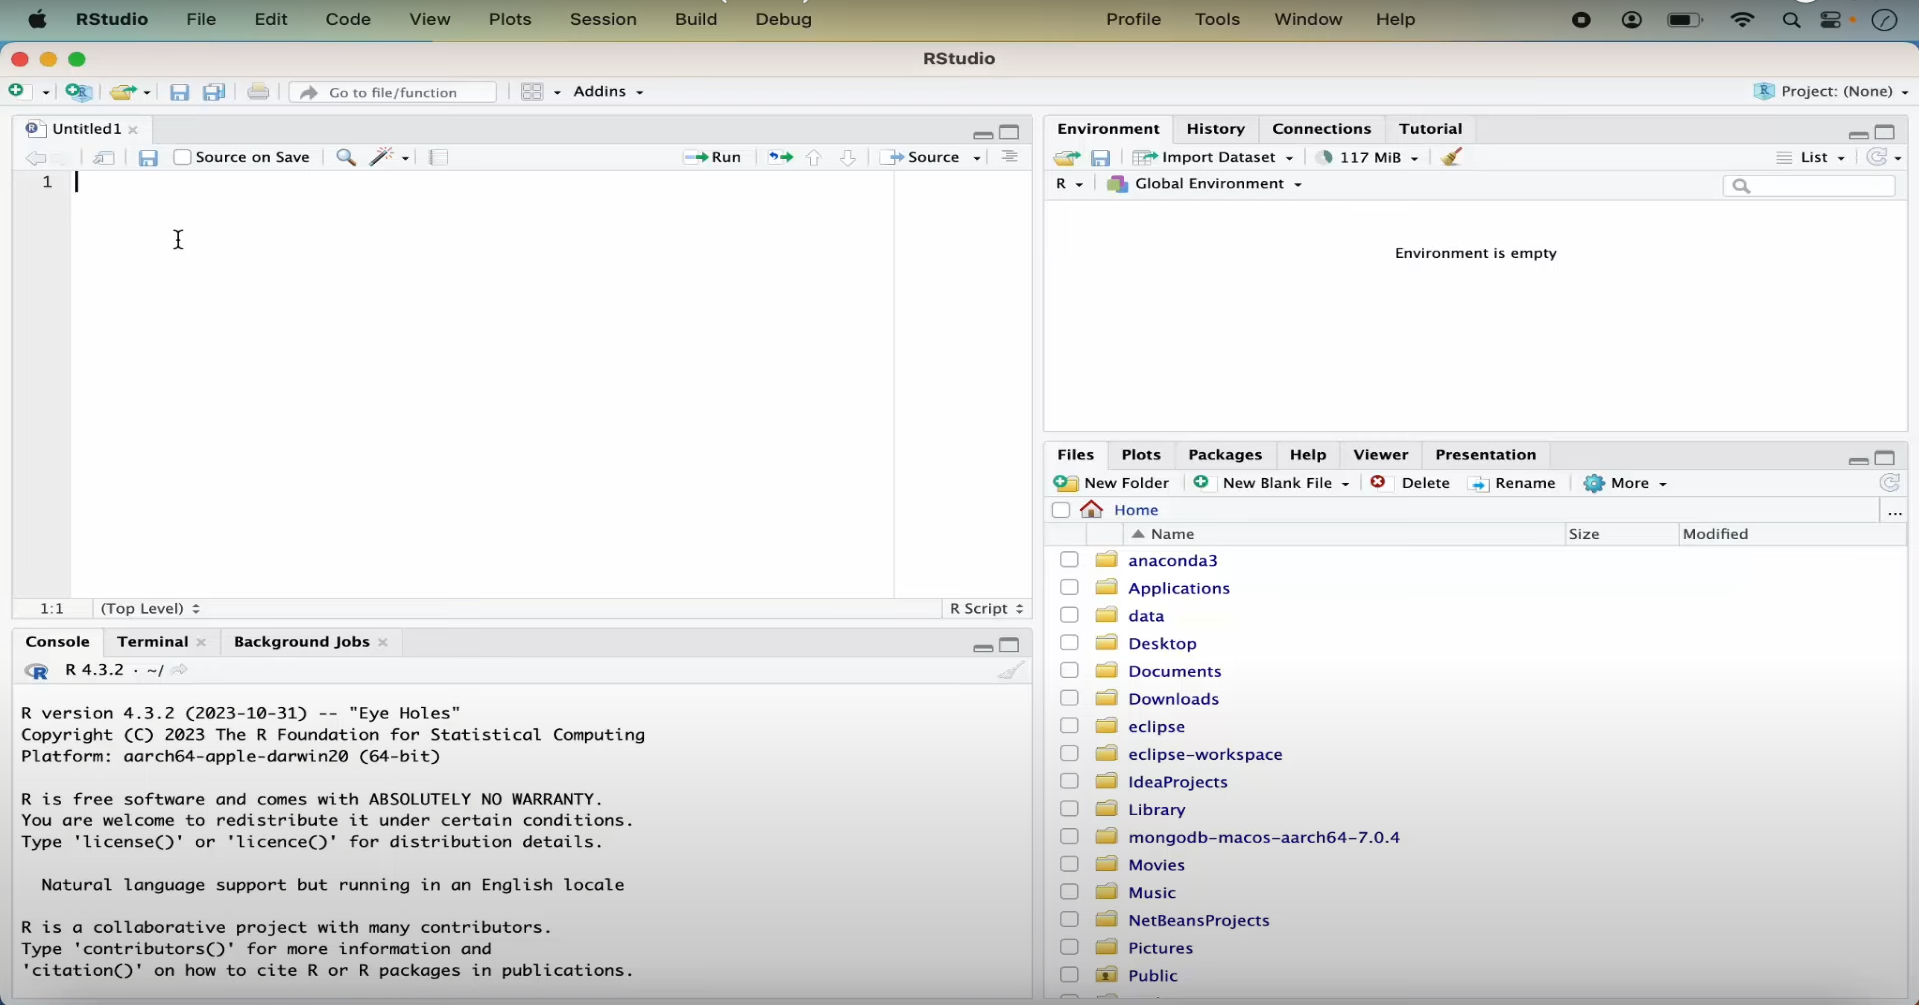 RStudio File Edit Code View Plots Session Build Debug Profile Tools Window Help
RStudio
Go to file/function Addins Project: (None)
Untitled1
Source on Save Run Source
1
1:1 (Top Level) R Script
Console Terminal Background Jobs
R 4.3.2 · ~/
R version 4.3.2 (2023-10-31) -- "Eye Holes"
Copyright (C) 2023 The R Foundation for Statistical Computing
Platform: aarch64-apple-darwin20 (64-bit)
R is free software and comes with ABSOLUTELY NO WARRANTY.
You are welcome to redistribute it under certain conditions.
Type 'license()' or 'licence()' for distribution details.
Natural language support but running in an English locale
R is a collaborative project with many contributors.
Type 'contributors()' for more information and
'citation()' on how to cite R or R packages in publications.
Environment History Connections Tutorial
Import Dataset 117 MiB List
R Global Environment
Environment is empty
Files Plots Packages Help Viewer Presentation
New Folder New Blank File Delete Rename More
Home ...
Name Size Modified
anaconda3
Applications
data
Desktop
Documents
Downloads
eclipse
eclipse-workspace
IdeaProjects
Library
mongodb-macos-aarch64-7.0.4
Movies
Music
NetBeansProjects
Pictures
Public